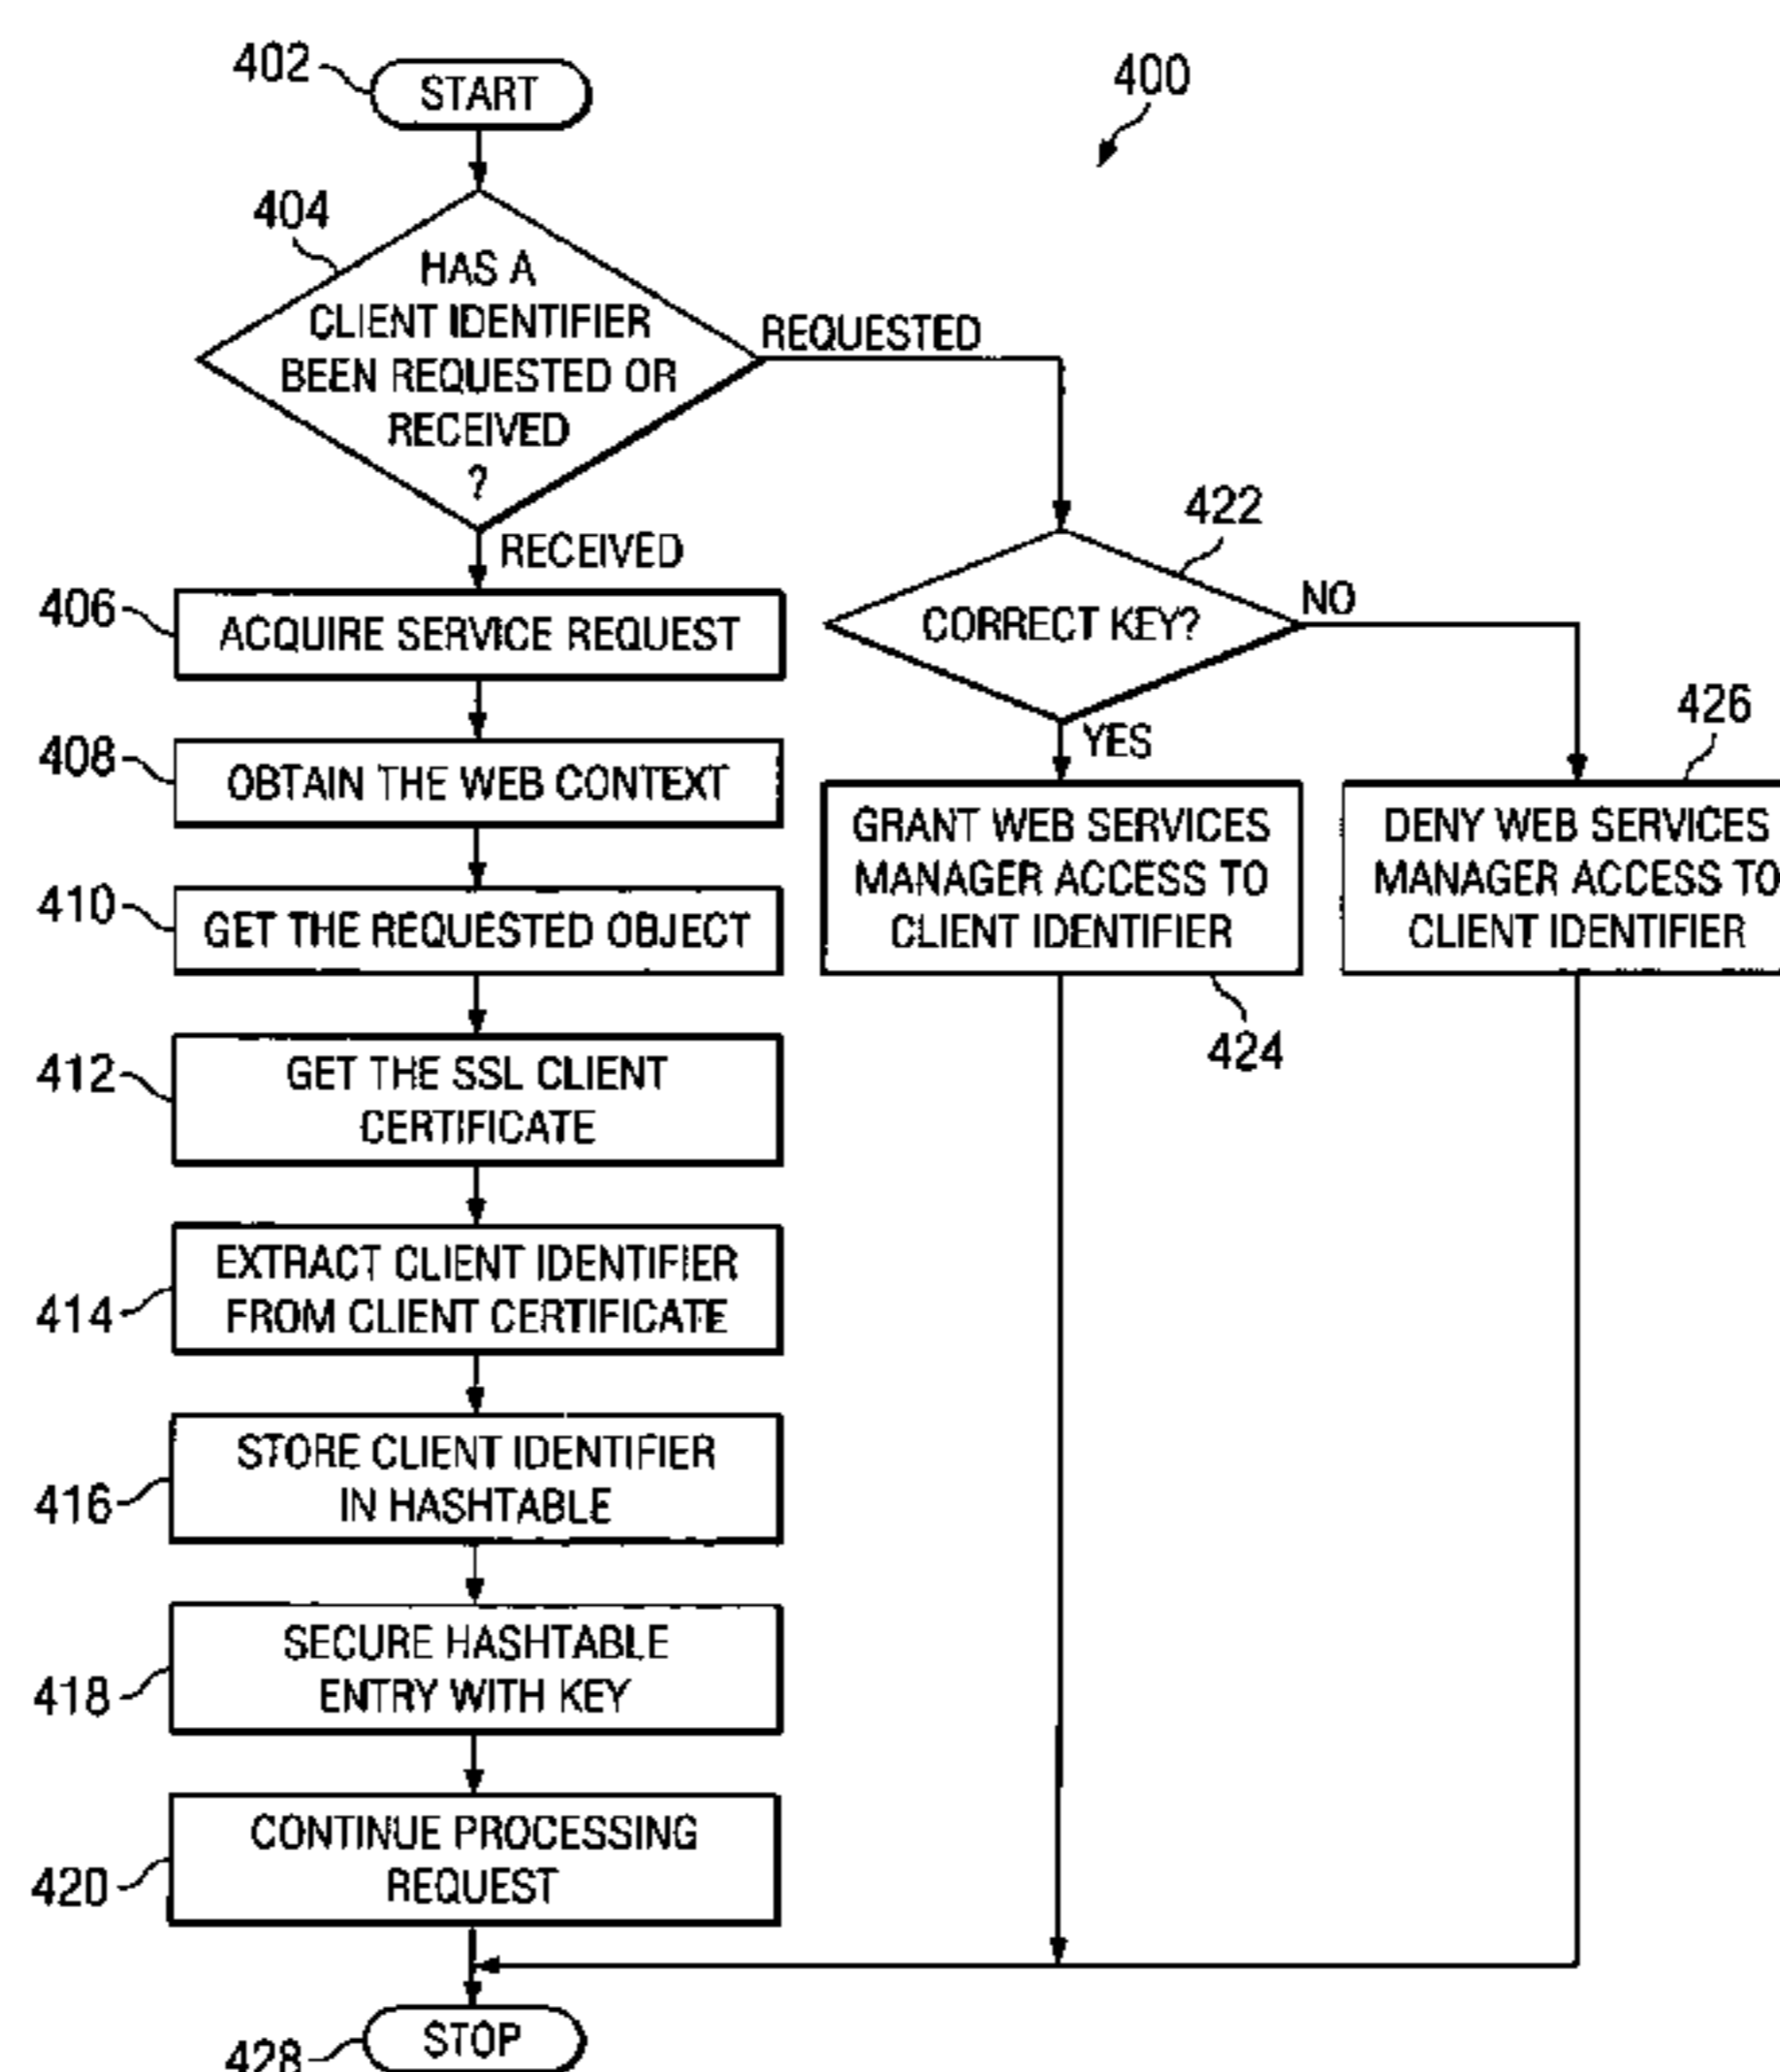 402
START
400
404
HAS A
CLIENT IDENTIFIER
BEEN REQUESTED OR
RECEIVED
?
REQUESTED
RECEIVED
422
CORRECT KEY?
NO
YES
406
ACQUIRE SERVICE REQUEST
408
OBTAIN THE WEB CONTEXT
426
GRANT WEB SERVICES
MANAGER ACCESS TO
CLIENT IDENTIFIER
424
DENY WEB SERVICES
MANAGER ACCESS TO
CLIENT IDENTIFIER
410
GET THE REQUESTED OBJECT
412
GET THE SSL CLIENT
CERTIFICATE
414
EXTRACT CLIENT IDENTIFIER
FROM CLIENT CERTIFICATE
416
STORE CLIENT IDENTIFIER
IN HASHTABLE
418
SECURE HASHTABLE
ENTRY WITH KEY
420
CONTINUE PROCESSING
REQUEST
428
STOP